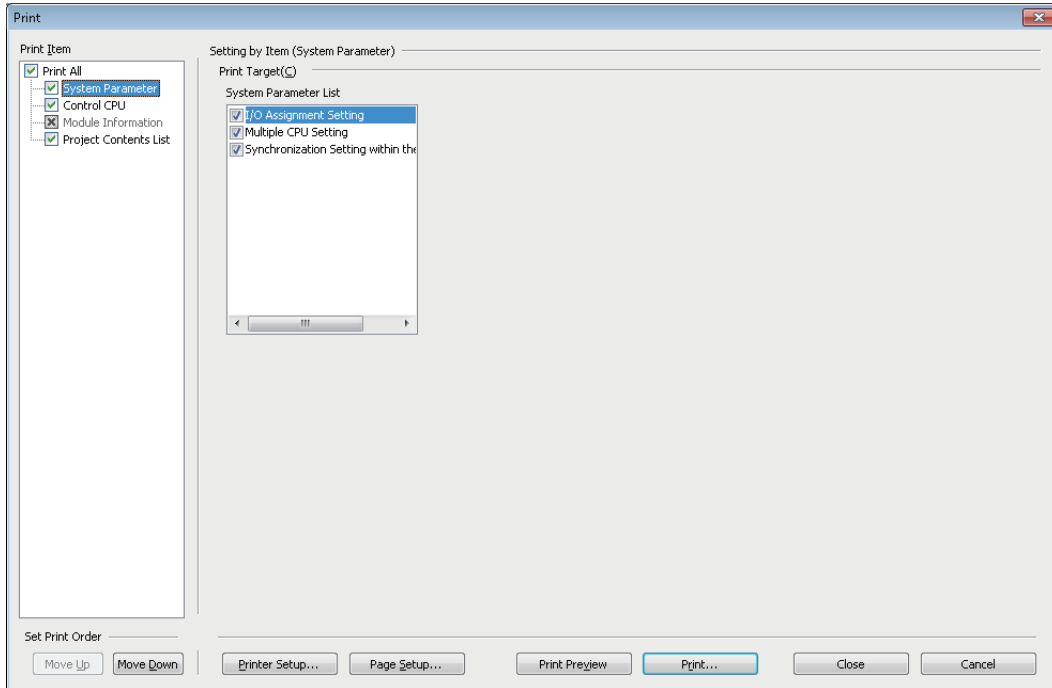 Print
Print Item
Print All
System Parameter
Control CPU
Module Information
Project Contents List
Setting by Item (System Parameter)
Print Target(C)
System Parameter List
I/O Assignment Setting
Multiple CPU Setting
Synchronization Setting within the
Set Print Order
Move Up
Move Down
Printer Setup...
Page Setup...
Print Preview
Print...
Close
Cancel